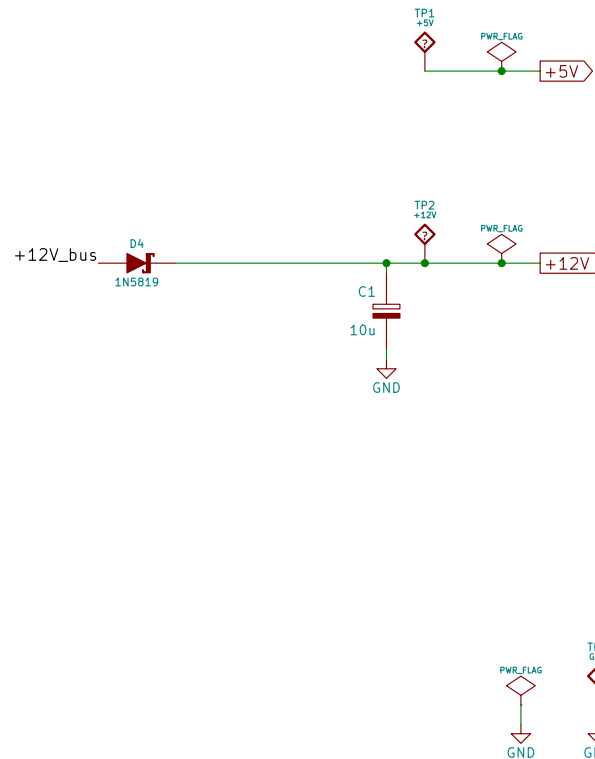 TP1
+5V
?
PWR_FLAG
+5V
TP2
+12V
?
PWR_FLAG
+12V_bus
D4
1N5819
+12V
C1
10u
GND
PWR_FLAG
GND